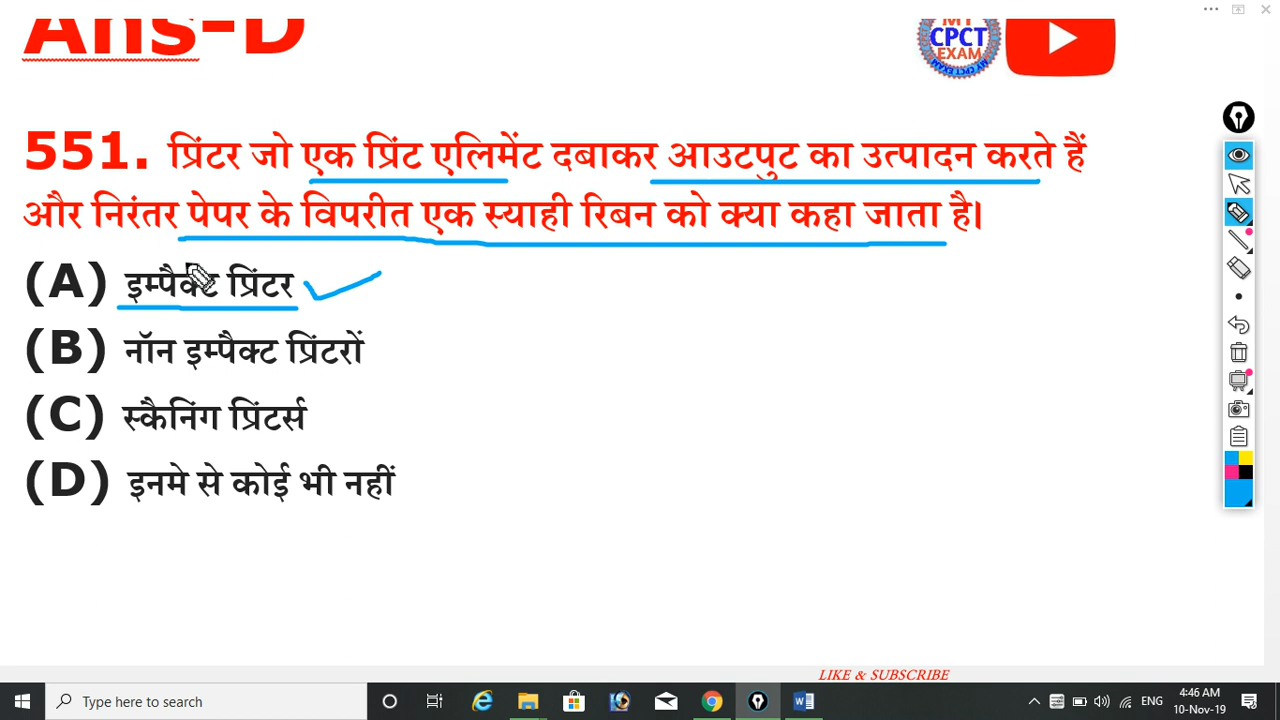 Ans-D
MY
CPCT
EXAM
551. प्रिंटर जो एक प्रिंट एलिमेंट दबाकर आउटपुट का उत्पादन करते हैं
और निरंतर पेपर के विपरीत एक स्याही रिबन को क्या कहा जाता है।
(A) इम्पैक्ट प्रिंटर
(B) नॉन इम्पैक्ट प्रिंटरों
(C) स्कैनिंग प्रिंटर्स
(D) इनमे से कोई भी नहीं
LIKE & SUBSCRIBE
Type here to search
ENG
4:46 AM
10-Nov-19